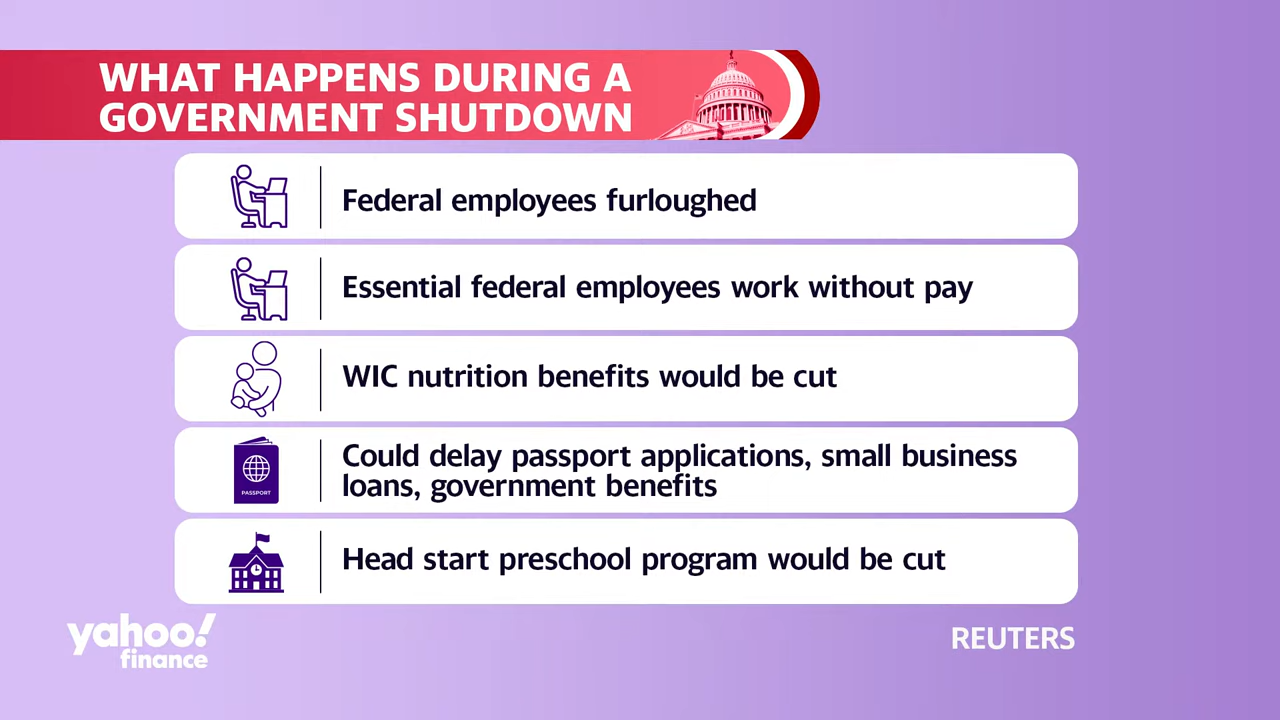 WHAT HAPPENS DURING A
GOVERNMENT SHUTDOWN
Federal employees furloughed
Essential federal employees work without pay
WIC nutrition benefits would be cut
Could delay passport applications, small business
loans, government benefits
PASSPORT
Head start preschool program would be cut
yahoo!
finance
REUTERS